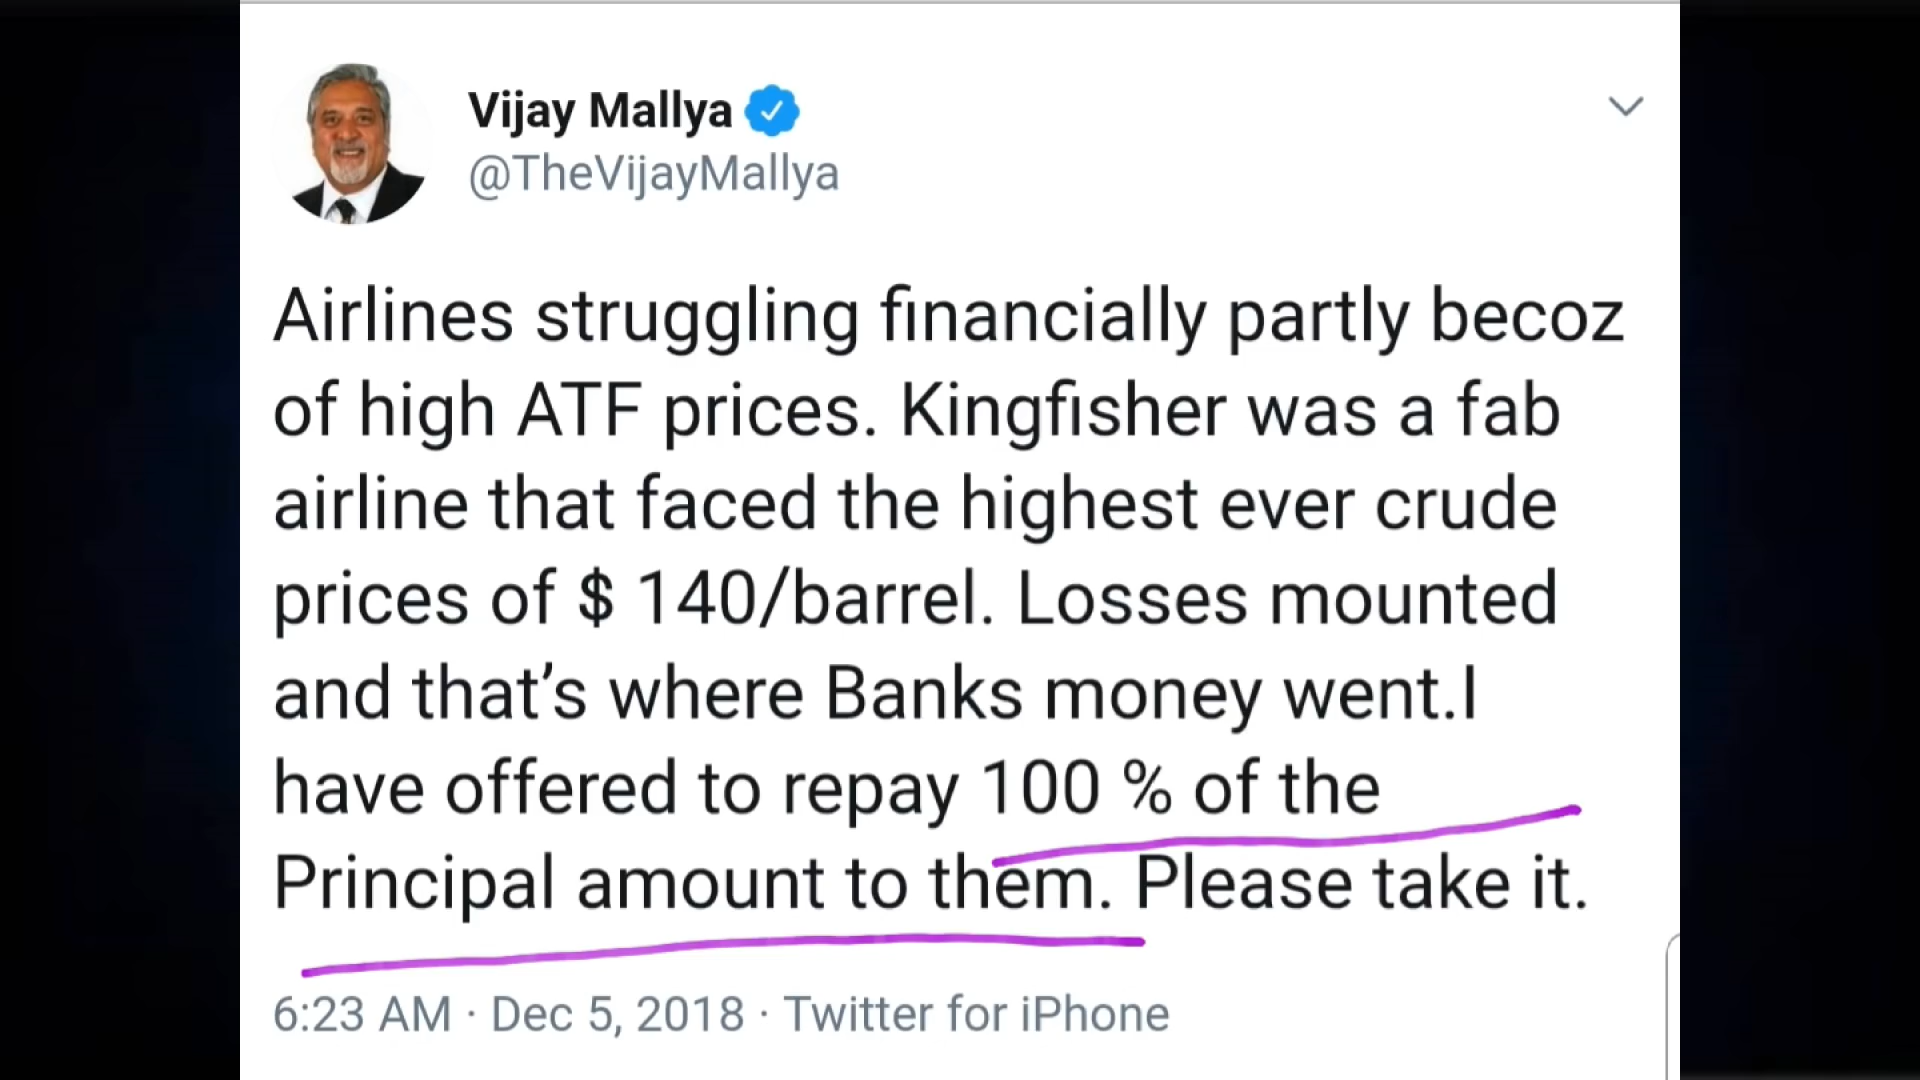 Vijay Mallya
@TheVijayMallya
Airlines struggling financially partly becoz
of high ATF prices. Kingfisher was a fab
airline that faced the highest ever crude
prices of $ 140/barrel. Losses mounted
and that’s where Banks money went.I
have offered to repay 100 % of the
Principal amount to them. Please take it.
6:23 AM · Dec 5, 2018 · Twitter for iPhone